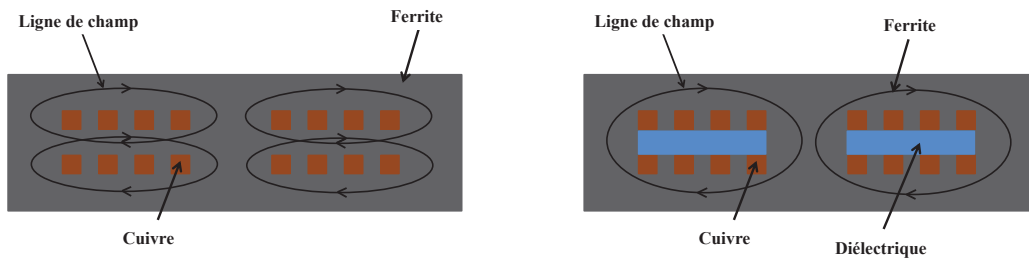 Ligne de champ
Ferrite
Cuivre
Ligne de champ
Ferrite
Cuivre
Diélectrique